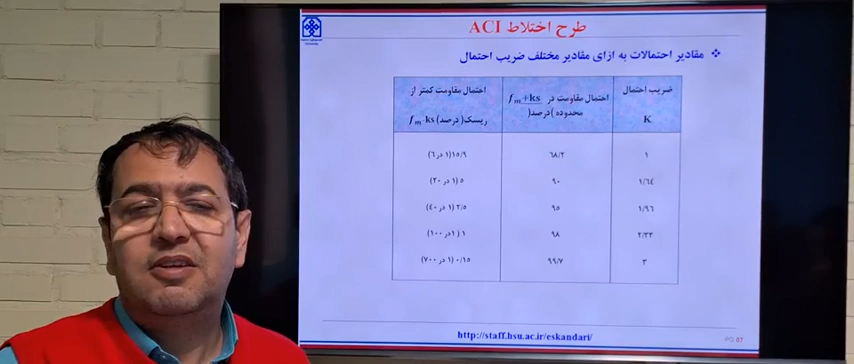 طرح اختلاط ACI
❖ مقادیر احتمالات به ازای مقادیر مختلف ضریب احتمال
ضریب احتمال
K
احتمال مقاومت در fm+ks
محدوده )درصد(
احتمال مقاومت کمتر از
fm-ks ریسک( درصد)
۱
۶۸/۲
۱۵/۹(۱ در ۶)
۱/۶۴
۹۰
۵ (۱ در ۲۰)
۱/۹۶
۹۵
۲/۵ (۱ در ۴۰)
۲/۳۳
۹۸
۱ (۱ در ۱۰۰)
۳
۹۹/۷
۰/۱۵ (۱ در ۷۰۰)
http://staff.hsu.ac.ir/eskandari/